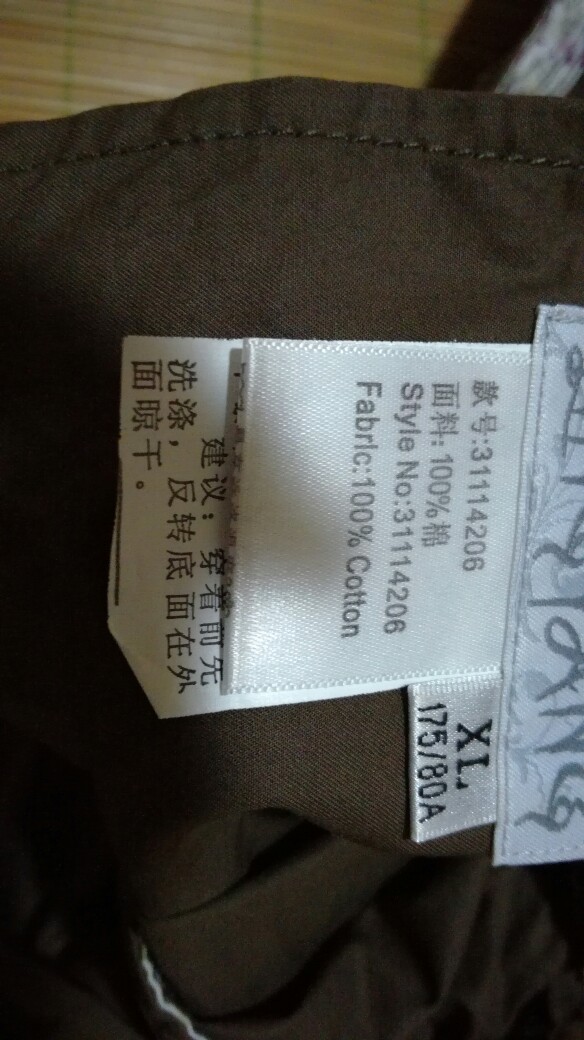 款号:31114206
面料:100%棉
Style No:31114206
Fabric:100% Cotton
XL
175/80A
建议：穿着前先
洗涤，反转底面在外
面晾干。